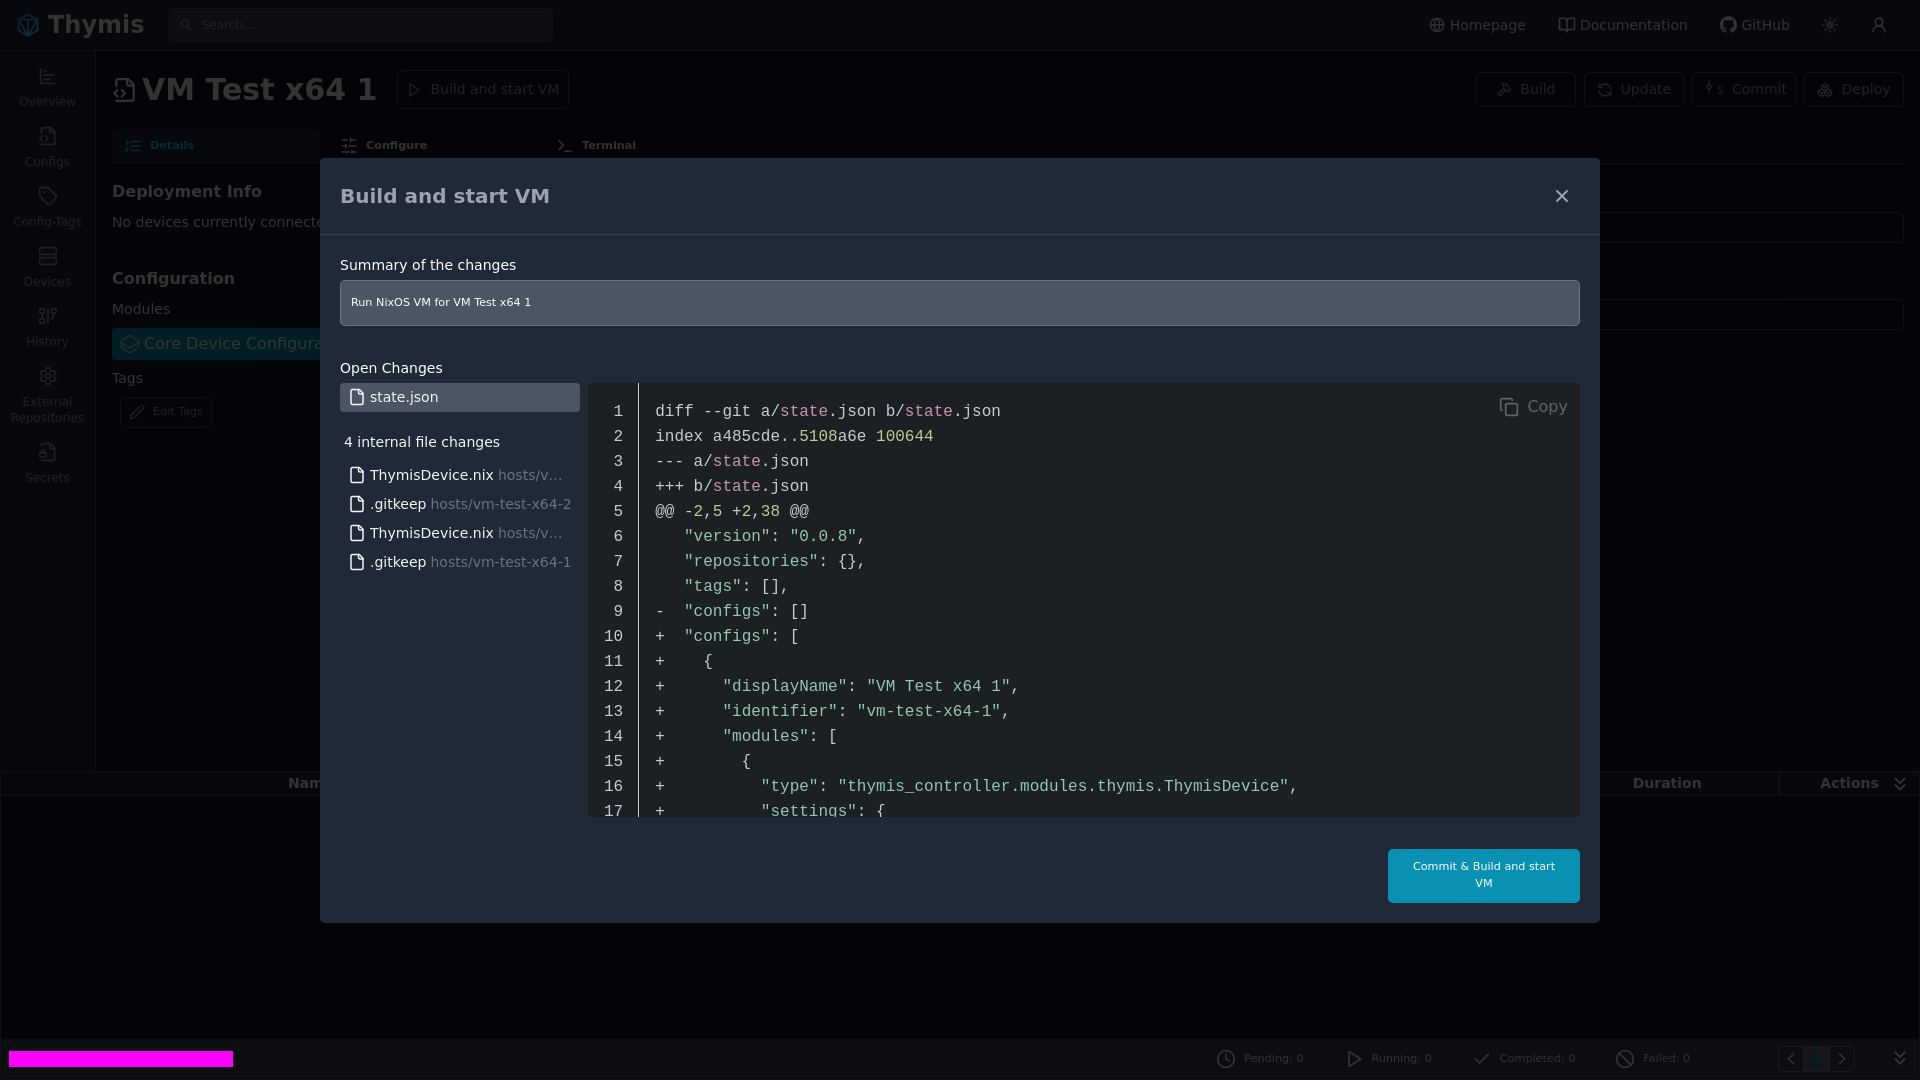 Thymis
Search...
Homepage
Documentation
GitHub
Overview
Configs
Config-Tags
Devices
History
External
Repositories
Secrets
VM Test x64 1
Build and start VM
Build
Update
s Commit
Deploy
Details
Configure
Terminal
Deployment Info
No devices currently connecte
Configuration
Modules
Core Device Configura
Tags
Edit Tags
Build and start VM
Summary of the changes
Run NixOS VM for VM Test x64 1
Open Changes
state.json
4 internal file changes
ThymisDevice.nix hosts/v...
.gitkeep hosts/vm-test-x64-2
ThymisDevice.nix hosts/v...
.gitkeep hosts/vm-test-x64-1
Copy
1 diff --git a/state.json b/state.json
2 index a485cde..5108a6e 100644
3 --- a/state.json
4 +++ b/state.json
5 @@ -2,5 +2,38 @@
6 "version": "0.0.8",
7 "repositories": {},
8 "tags": [],
9 - "configs": []
10 + "configs": [
11 + {
12 + "displayName": "VM Test x64 1",
13 + "identifier": "vm-test-x64-1",
14 + "modules": [
15 + {
16 + "type": "thymis_controller.modules.thymis.ThymisDevice",
17 + "settings": {
Commit & Build and start
VM
Nam
Duration
Actions
Pending: 0
Running: 0
Completed: 0
Failed: 0
1